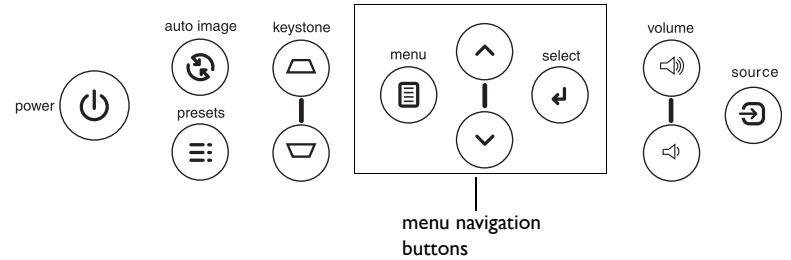 power
auto image
presets
keystone
menu
select
volume
source
menu navigation
buttons